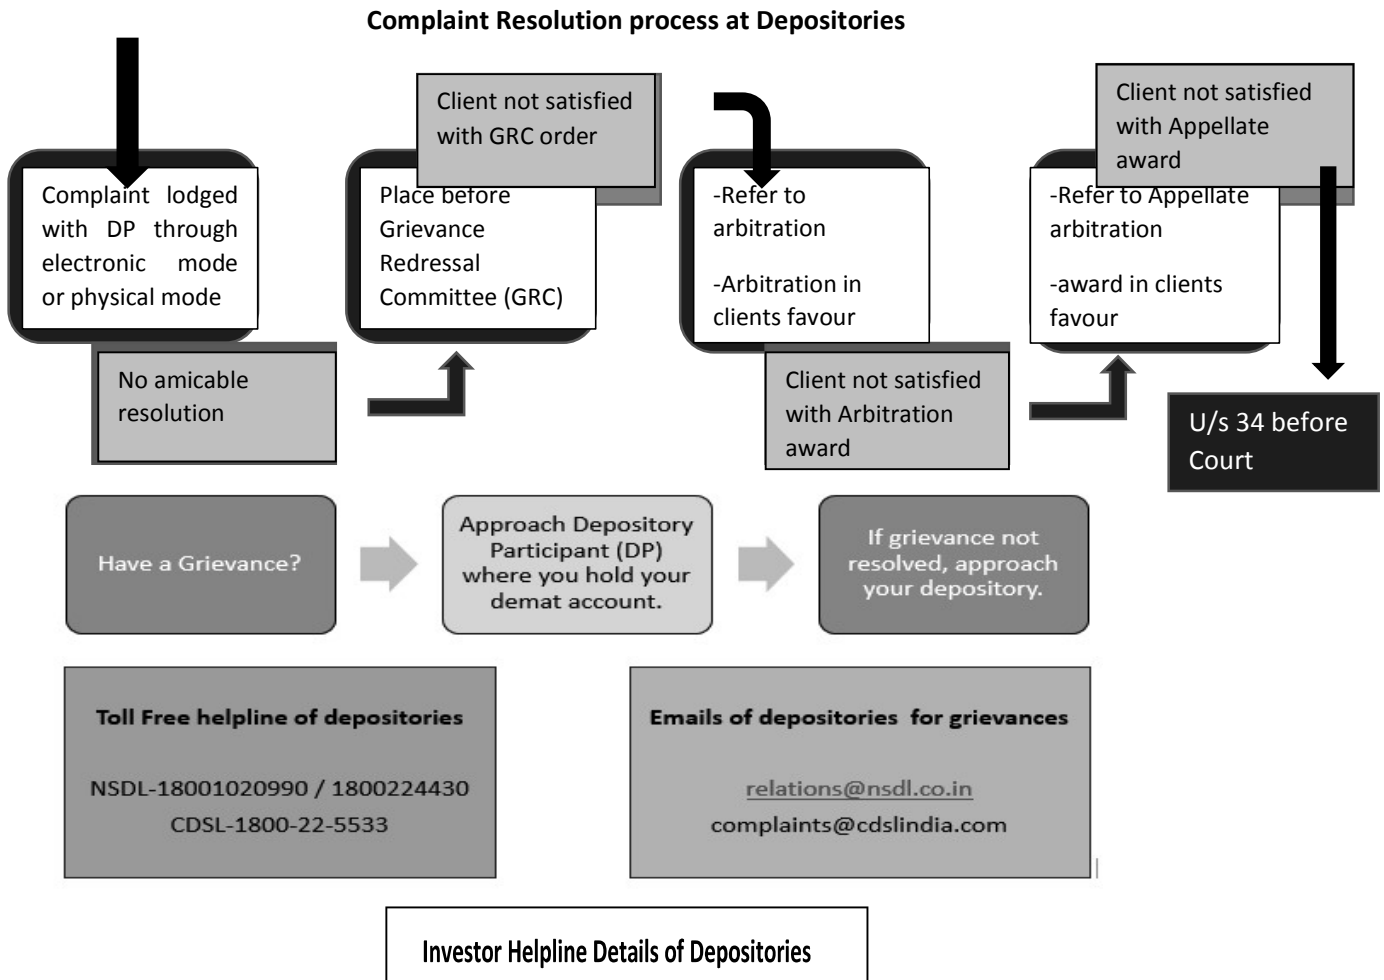 Complaint Resolution process at Depositories
Complaint lodged
with DP through
electronic mode
or physical mode
No amicable
resolution
Place before
Grievance
Redressal
Committee (GRC)
Client not satisfied
with GRC order
-Refer to
arbitration
-Arbitration in
clients favour
Client not satisfied
with Arbitration
award
-Refer to Appellate
arbitration
-award in clients
favour
Client not satisfied
with Appellate
award
U/s 34 before
Court
Have a Grievance?
Approach Depository
Participant (DP)
where you hold your
demat account.
If grievance not
resolved, approach
your depository.
Toll Free helpline of depositories
NSDL-18001020990 / 1800224430
CDSL-1800-22-5533
Emails of depositories for grievances
relations@nsdl.co.in
complaints@cdslindia.com
Investor Helpline Details of Depositories